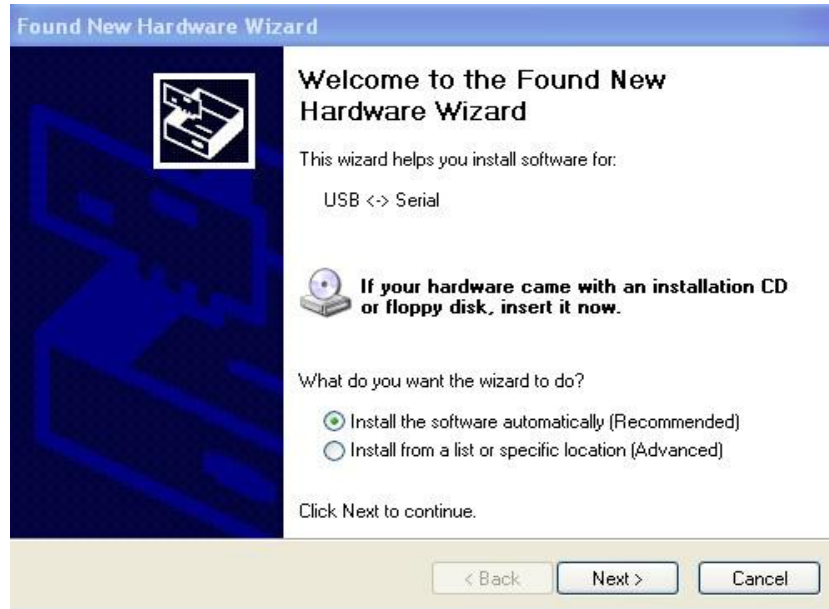 Found New Hardware Wizard
Welcome to the Found New
Hardware Wizard
This wizard helps you install software for:
USB <-> Serial
If your hardware came with an installation CD
or floppy disk, insert it now.
What do you want the wizard to do?
Install the software automatically (Recommended)
Install from a list or specific location (Advanced)
Click Next to continue.
< Back
Next >
Cancel